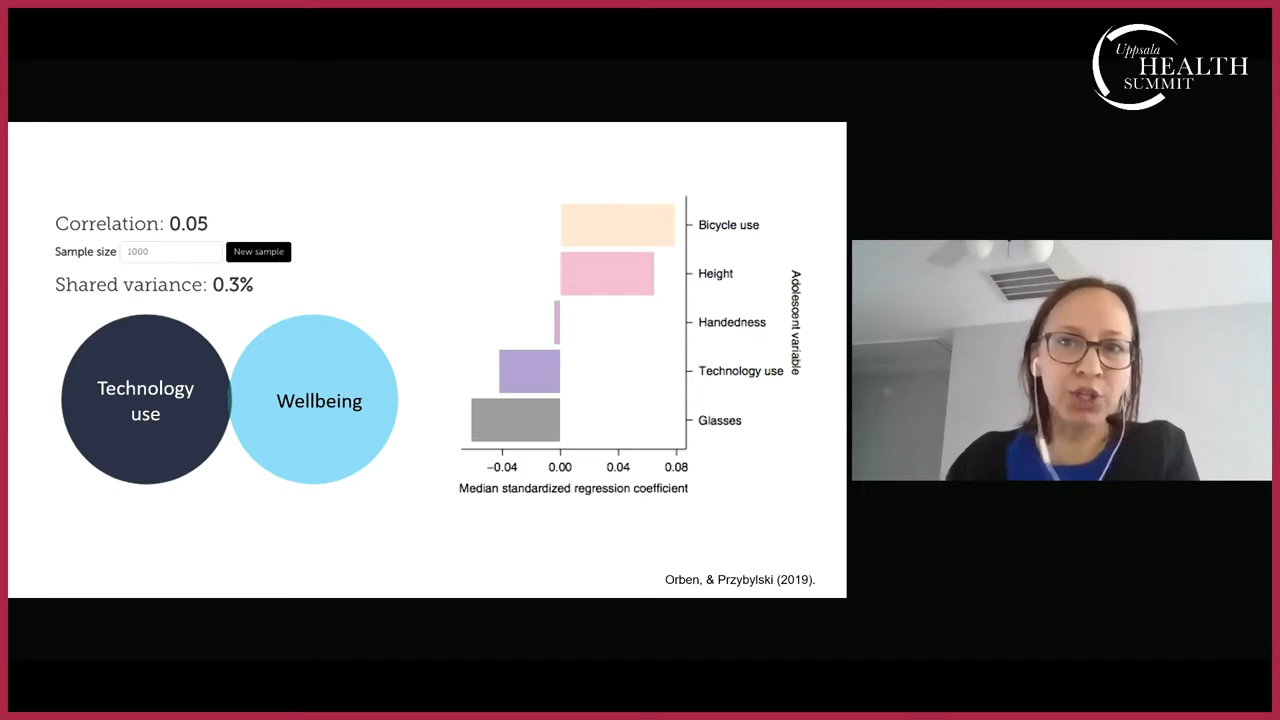 Uppsala
HEALTH
SUMMIT
Correlation: 0.05
Sample size 1000 New sample
Shared variance: 0.3%
Technology
use
Wellbeing
Bicycle use
Height
Handedness
Technology use
Glasses
Adolescent variable
−0.04 0.00 0.04 0.08
Median standardized regression coefficient
Orben, & Przybylski (2019).